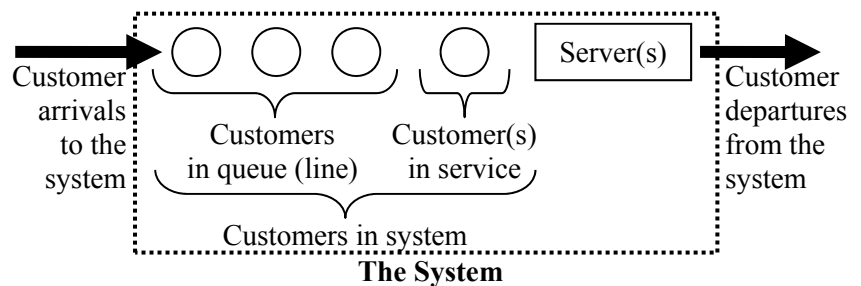 Server(s)
Customer
arrivals
to the
system
Customers
in queue (line)
Customer(s)
in service
Customers in system
Customer
departures
from the
system
The System